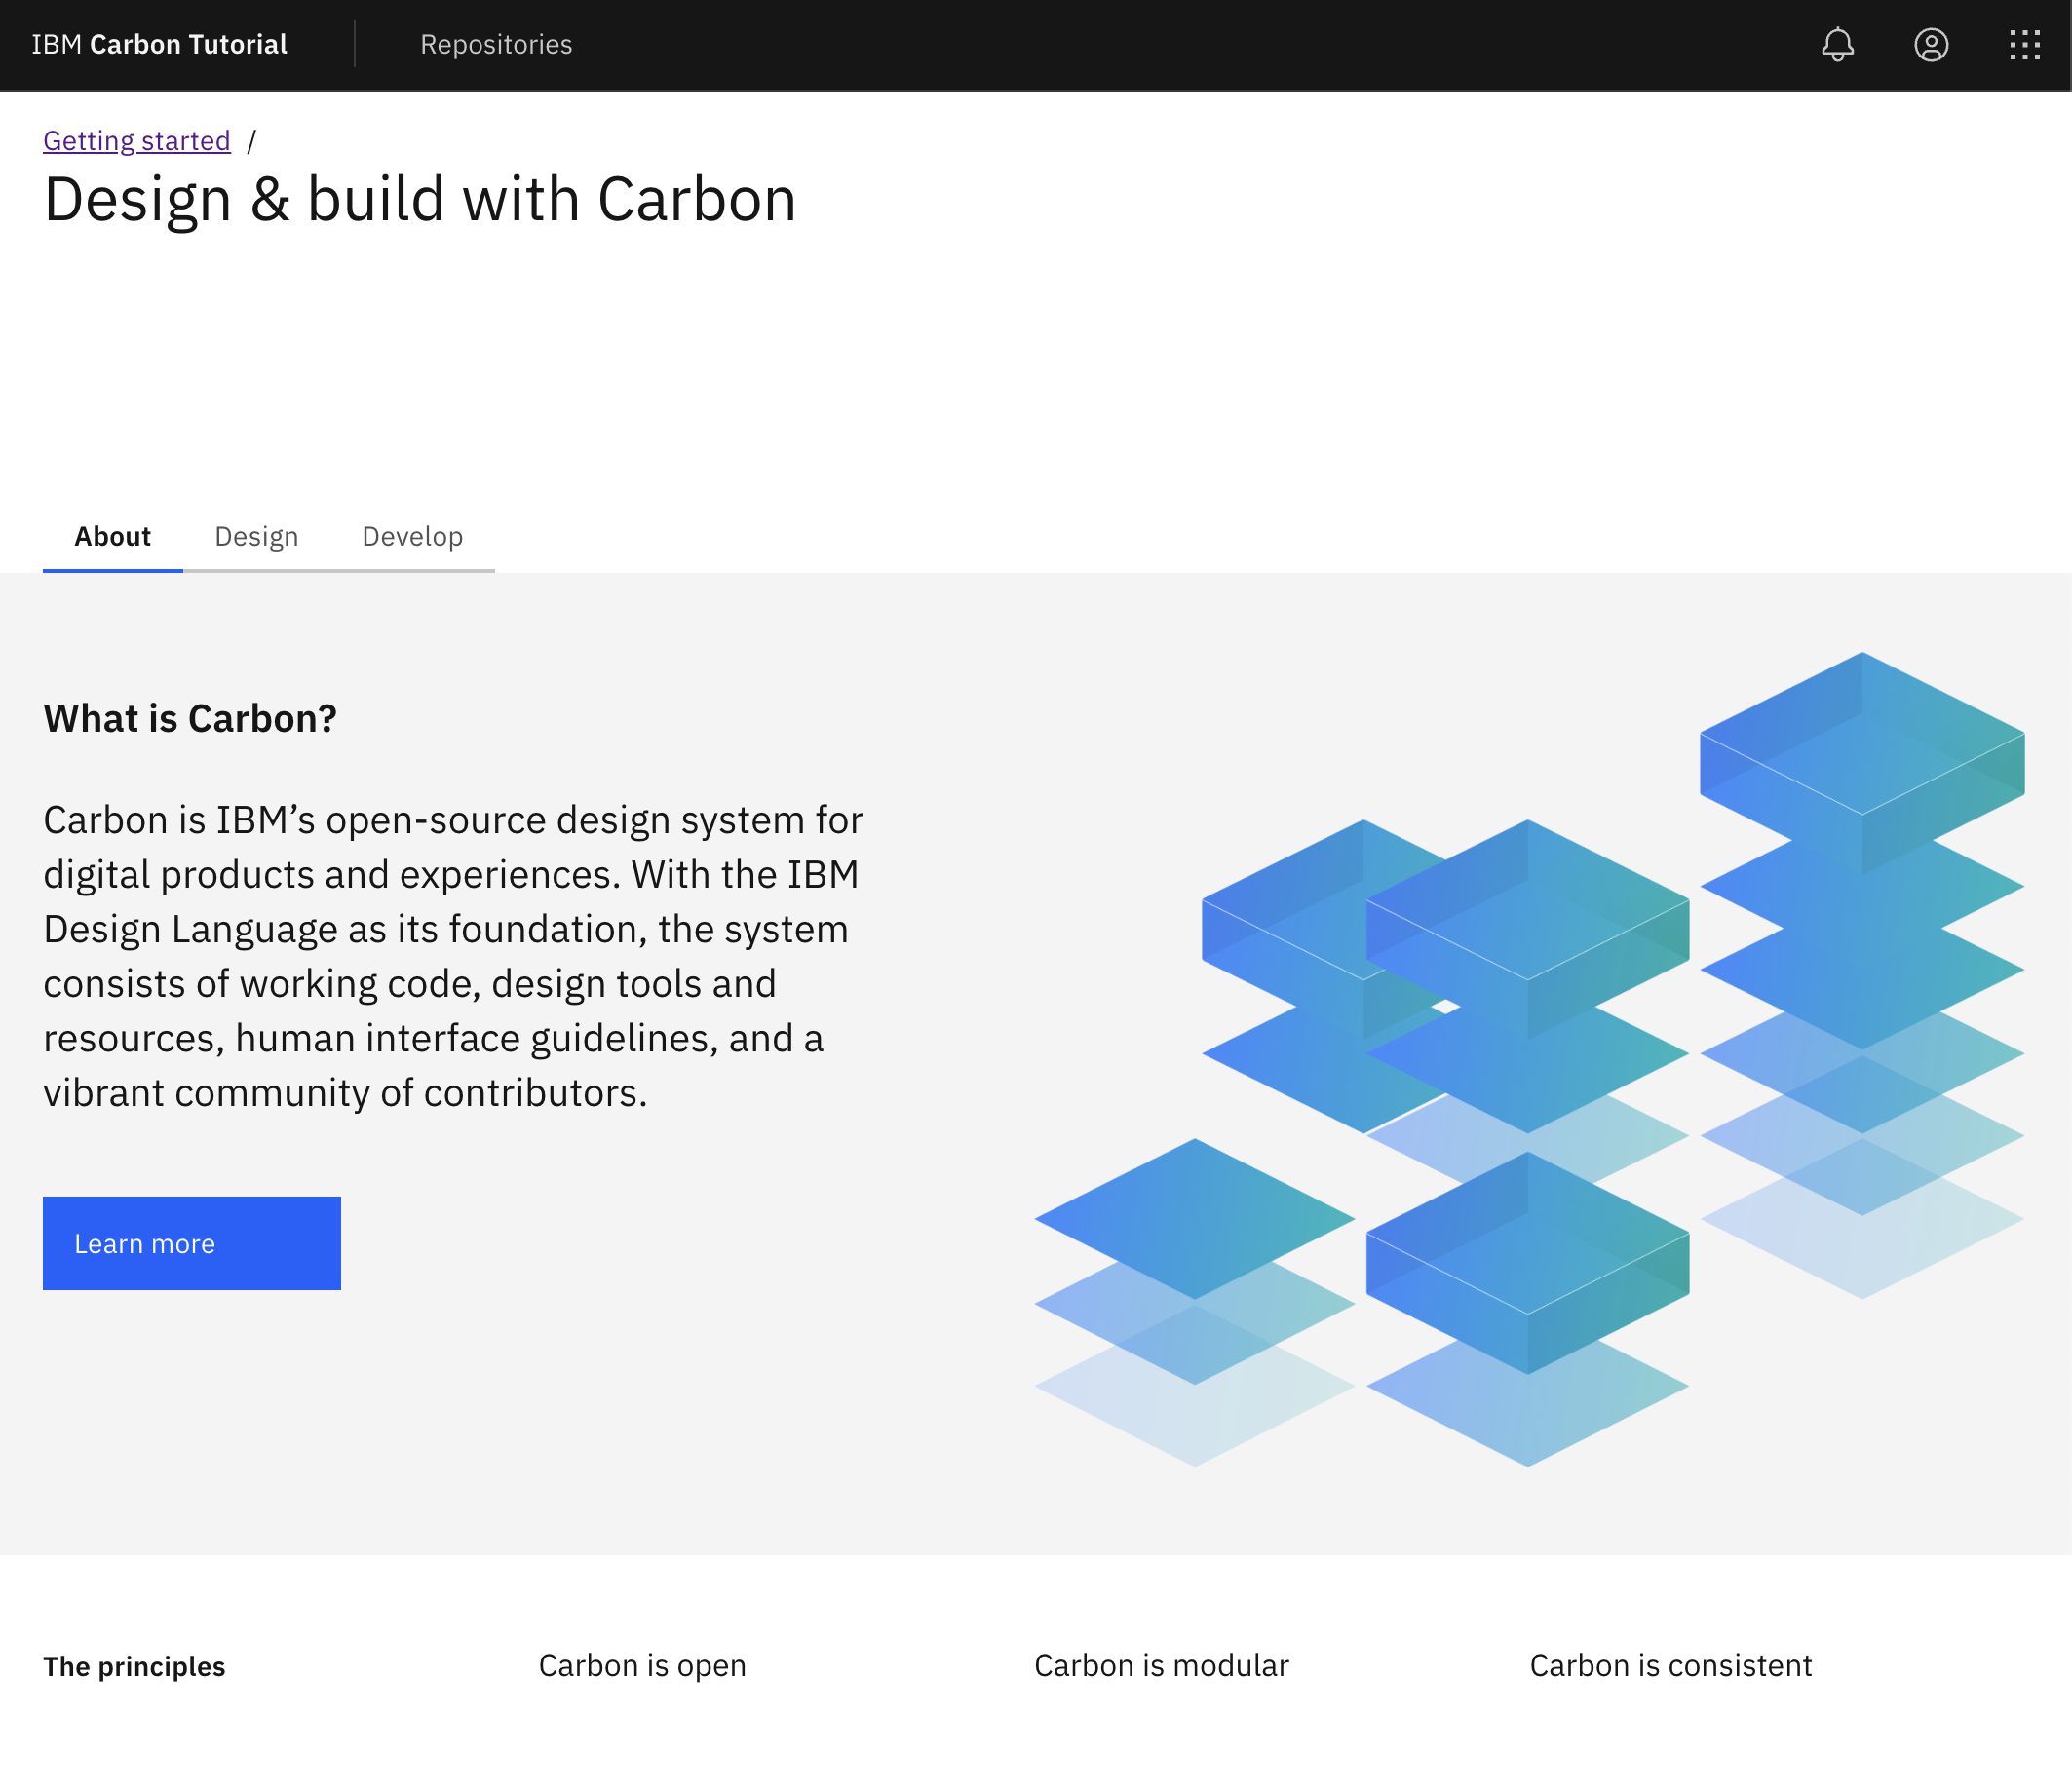 IBM Carbon Tutorial
Repositories
Getting started /
Design & build with Carbon
About
Design
Develop
What is Carbon?
Carbon is IBM’s open-source design system for
digital products and experiences. With the IBM
Design Language as its foundation, the system
consists of working code, design tools and
resources, human interface guidelines, and a
vibrant community of contributors.
Learn more
The principles
Carbon is open
Carbon is modular
Carbon is consistent